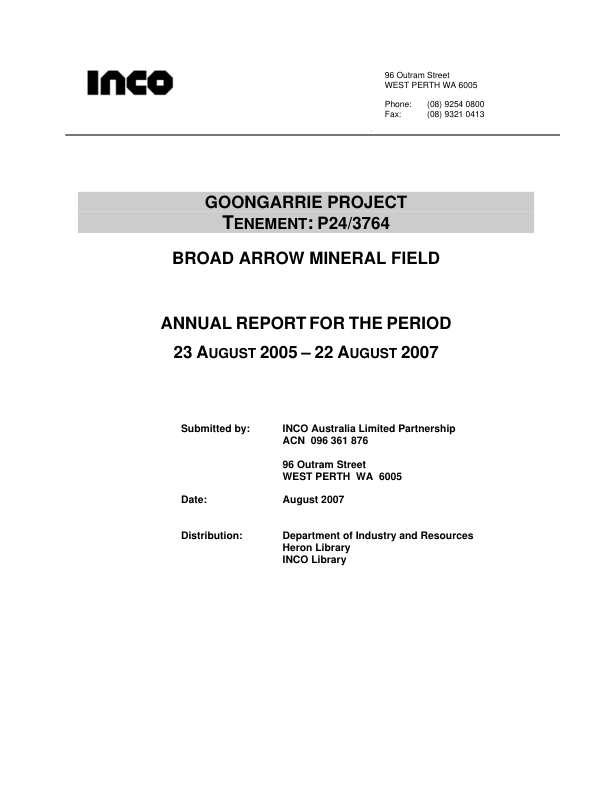 INCO
96 Outram Street
WEST PERTH WA 6005
Phone: (08) 9254 0800
Fax: (08) 9321 0413
GOONGARRIE PROJECT
TENEMENT: P24/3764
BROAD ARROW MINERAL FIELD
ANNUAL REPORT FOR THE PERIOD
23 AUGUST 2005 – 22 AUGUST 2007
Submitted by: INCO Australia Limited Partnership
ACN 096 361 876
96 Outram Street
WEST PERTH WA 6005
Date: August 2007
Distribution: Department of Industry and Resources
Heron Library
INCO Library